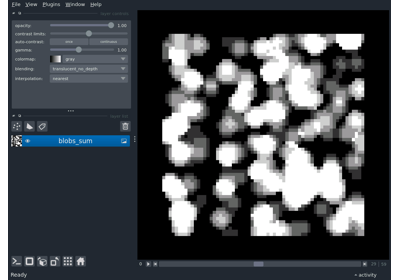 File View Plugins Window Help
opacity: 1.00
contrast limits:
auto-contrast: once continuous
gamma: 1.00
colormap: gray
blending: translucent_no_depth
interpolation: nearest
blobs_sum
Ready
activity